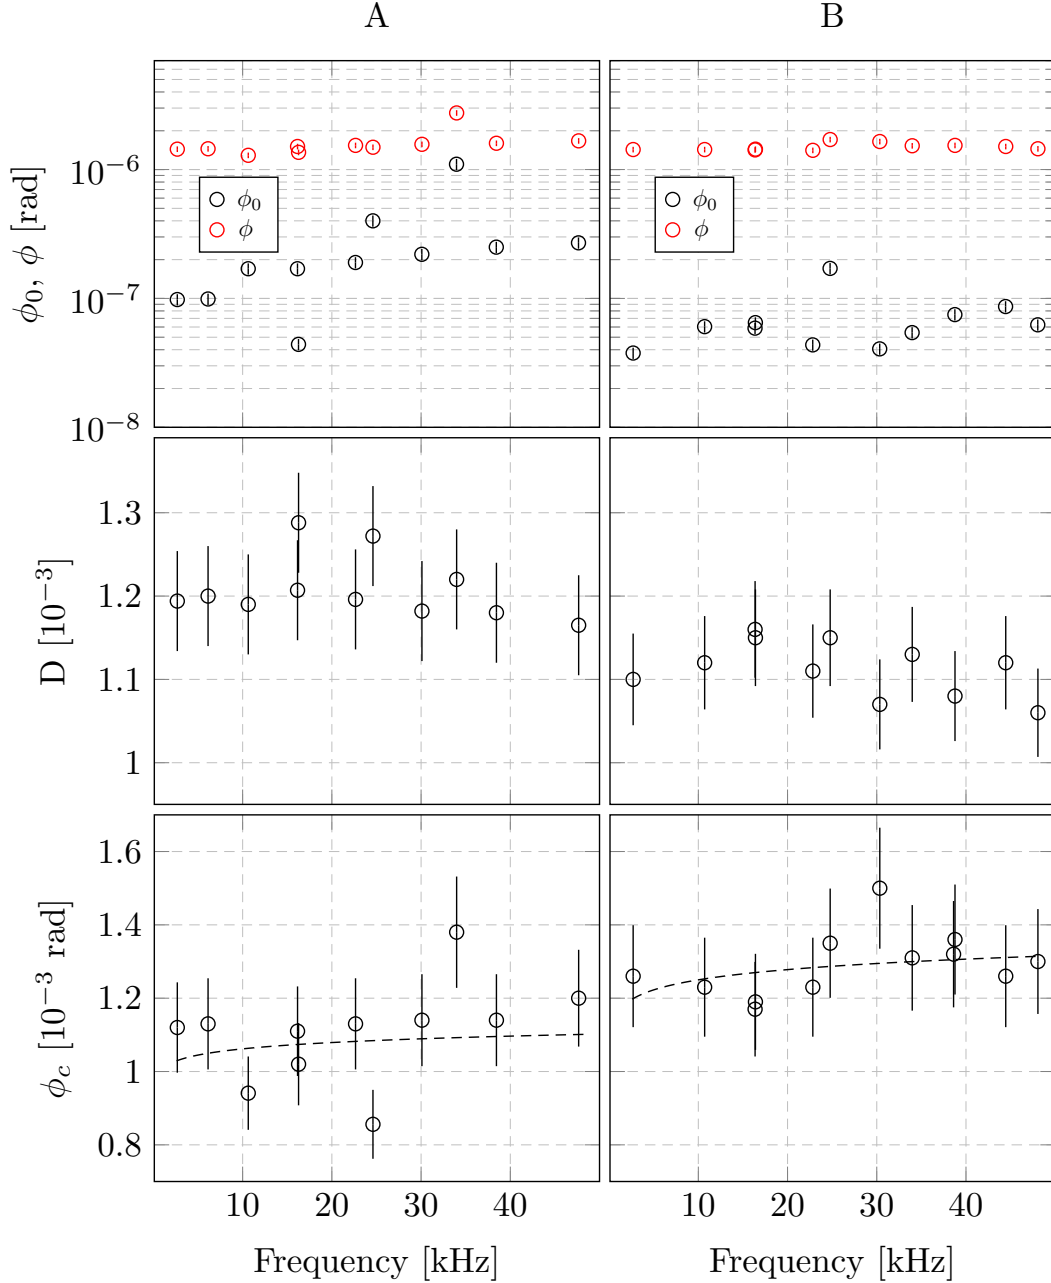 A B
10⁻⁶
10⁻⁷
10⁻⁸
ϕ₀, ϕ [rad]
ϕ₀
ϕ
ϕ₀
ϕ
1.3
1.2
1.1
1
D [10⁻³]
1.6
1.4
1.2
1
0.8
ϕ_c [10⁻³ rad]
10 20 30 40 10 20 30 40
Frequency [kHz] Frequency [kHz]